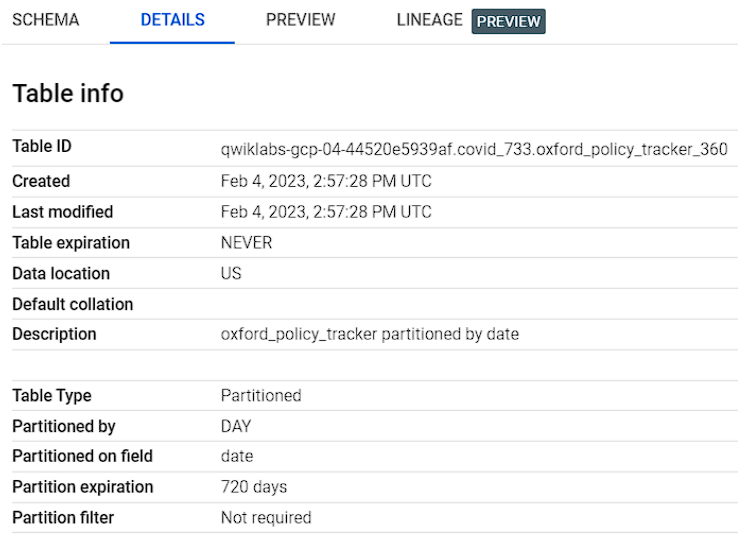 SCHEMA DETAILS PREVIEW LINEAGE PREVIEW
Table info
Table ID qwiklabs-gcp-04-44520e5939af.covid_733.oxford_policy_tracker_360
Created Feb 4, 2023, 2:57:28 PM UTC
Last modified Feb 4, 2023, 2:57:28 PM UTC
Table expiration NEVER
Data location US
Default collation
Description oxford_policy_tracker partitioned by date
Table Type Partitioned
Partitioned by DAY
Partitioned on field date
Partition expiration 720 days
Partition filter Not required